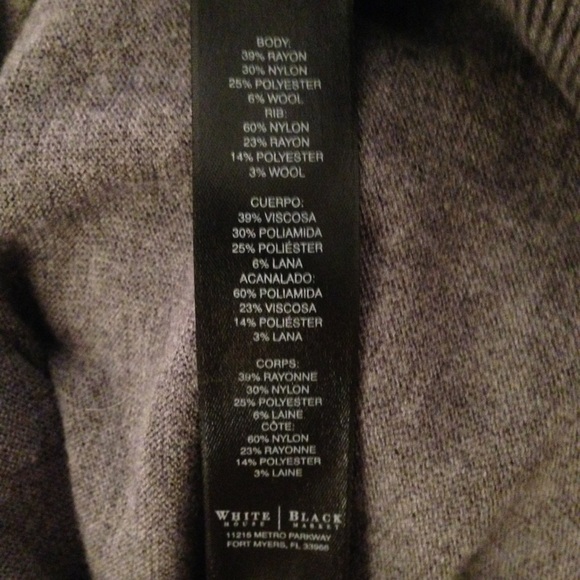 BODY:
39% RAYON
30% NYLON
25% POLYESTER
6% WOOL
RIB:
60% NYLON
23% RAYON
14% POLYESTER
3% WOOL
CUERPO:
39% VISCOSA
30% POLIAMIDA
25% POLIÉSTER
6% LANA
ACANALADO:
60% POLIAMIDA
23% VISCOSA
14% POLIÉSTER
3% LANA
CORPS:
39% RAYONNE
30% NYLON
25% POLYESTER
6% LAINE
CÔTE:
60% NYLON
23% RAYONNE
14% POLYESTER
3% LAINE
WHITE | BLACK
HOUSE | MARKET
11215 METRO PARKWAY
FORT MYERS, FL 33966